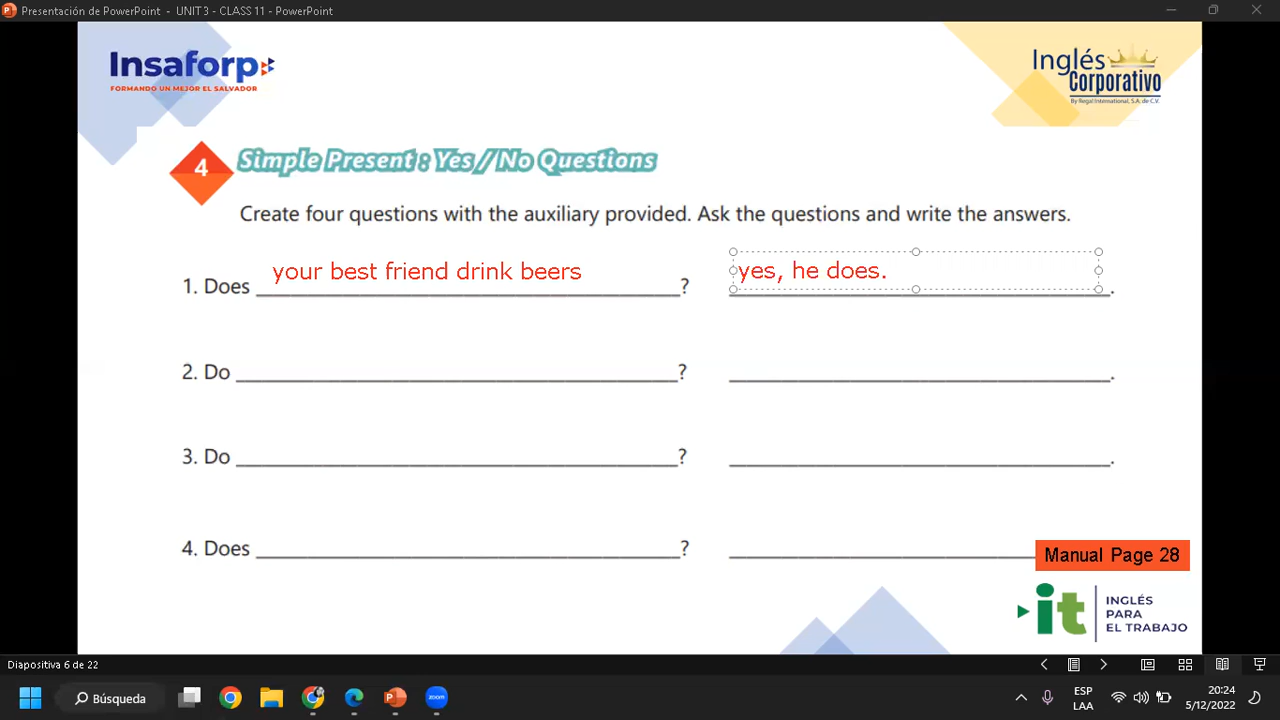 Presentación de PowerPoint - UNIT 3 - CLASS 11 - PowerPoint
Insaforp
FORMANDO UN MEJOR EL SALVADOR
Inglés
Corporativo
By Regal International, S.A. de C.V.
4 Simple Present : Yes / No Questions
Create four questions with the auxiliary provided. Ask the questions and write the answers.
1. Does your best friend drink beers ? yes, he does. .
2. Do ? .
3. Do ? .
4. Does ?
Manual Page 28
it INGLÉS
PARA
EL TRABAJO
Diapositiva 6 de 22
Búsqueda
zoom
ESP
LAA
20:24
5/12/2022